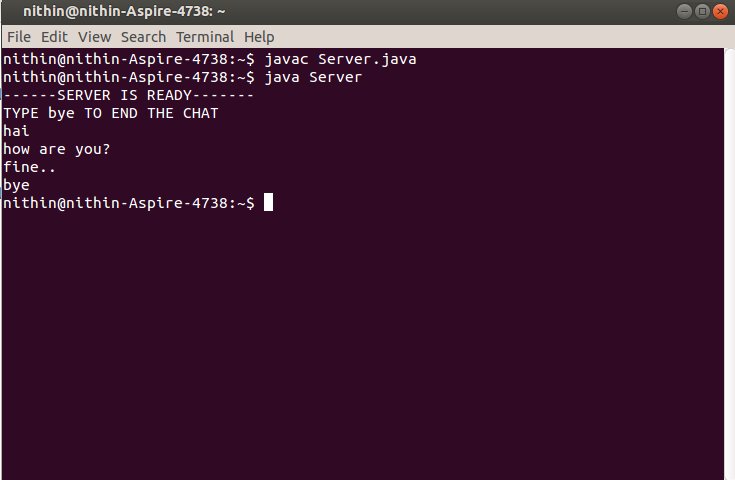 nithin@nithin-Aspire-4738: ~
File Edit View Search Terminal Help
nithin@nithin-Aspire-4738:~$ javac Server.java
nithin@nithin-Aspire-4738:~$ java Server
------SERVER IS READY-------
TYPE bye TO END THE CHAT
hai
how are you?
fine..
bye
nithin@nithin-Aspire-4738:~$